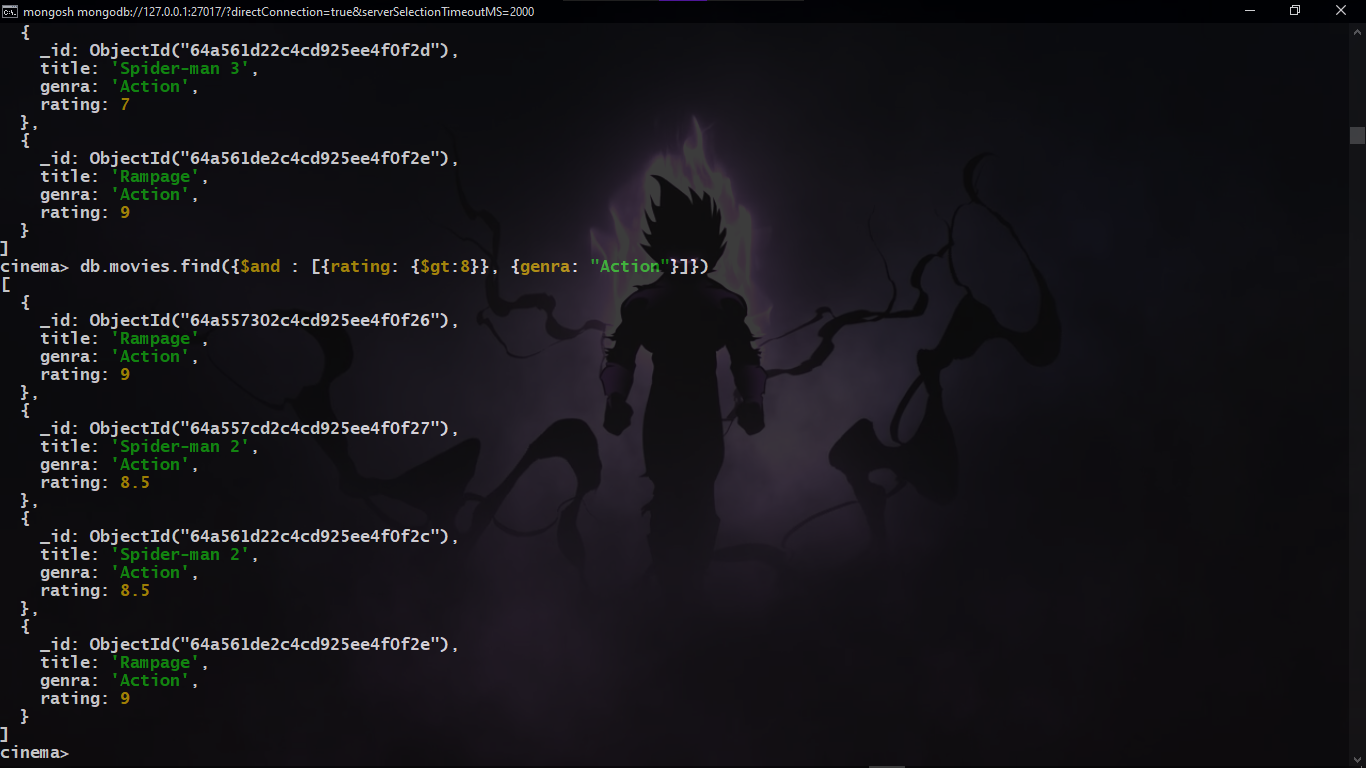 mongosh mongodb://127.0.0.1:27017/?directConnection=true&serverSelectionTimeoutMS=2000
  {
    _id: ObjectId("64a561d22c4cd925ee4f0f2d"),
    title: 'Spider-man 3',
    genra: 'Action',
    rating: 7
  },
  {
    _id: ObjectId("64a561de2c4cd925ee4f0f2e"),
    title: 'Rampage',
    genra: 'Action',
    rating: 9
  }
]
cinema> db.movies.find({$and : [{rating: {$gt:8}}, {genra: "Action"}]})
[
  {
    _id: ObjectId("64a557302c4cd925ee4f0f26"),
    title: 'Rampage',
    genra: 'Action',
    rating: 9
  },
  {
    _id: ObjectId("64a557cd2c4cd925ee4f0f27"),
    title: 'Spider-man 2',
    genra: 'Action',
    rating: 8.5
  },
  {
    _id: ObjectId("64a561d22c4cd925ee4f0f2c"),
    title: 'Spider-man 2',
    genra: 'Action',
    rating: 8.5
  },
  {
    _id: ObjectId("64a561de2c4cd925ee4f0f2e"),
    title: 'Rampage',
    genra: 'Action',
    rating: 9
  }
]
cinema>